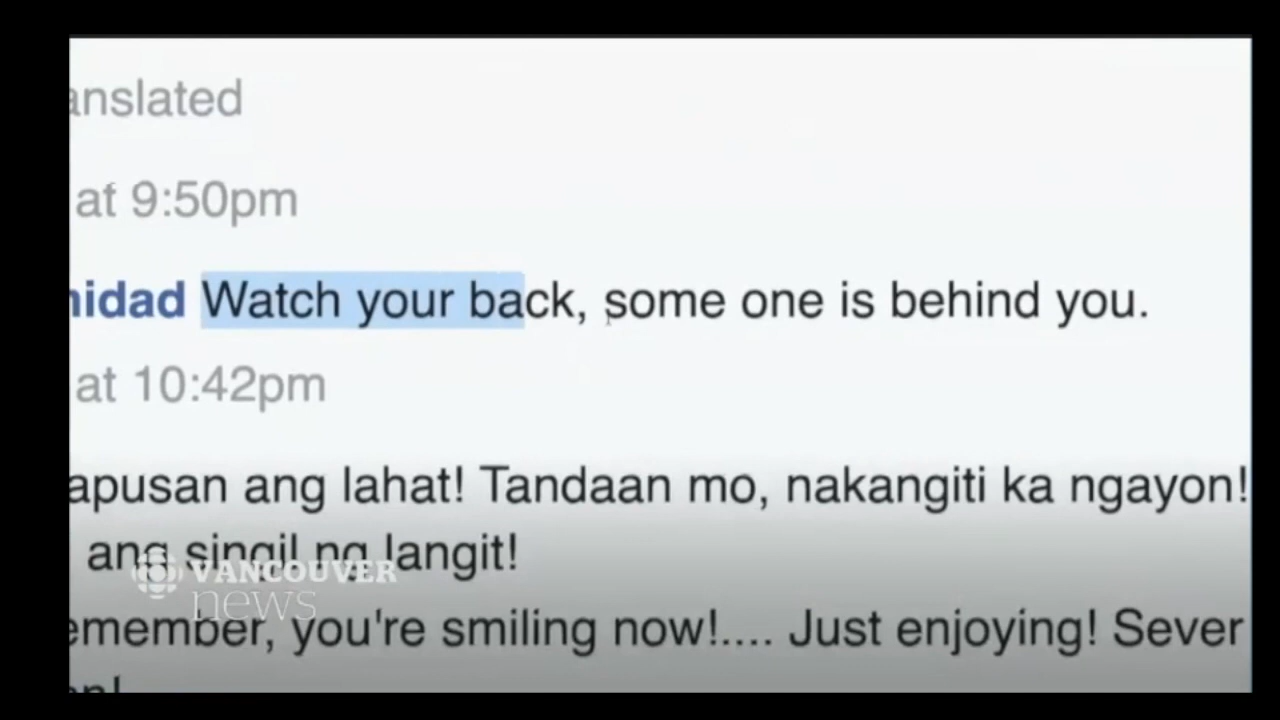 anslated
at 9:50pm
nidad Watch your back, some one is behind you.
at 10:42pm
apusan ang lahat! Tandaan mo, nakangiti ka ngayon!
ang singil ng langit!
VANCOUVER
news
emember, you're smiling now!.... Just enjoying! Sever
en!